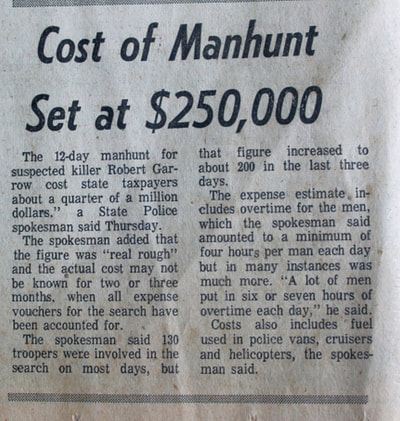 Cost of Manhunt
Set at $250,000
The 12-day manhunt for
suspected killer Robert Gar-
row cost state taxpayers
about a quarter of a million
dollars," a State Police
spokesman said Thursday.
The spokesman added that
the figure was "real rough"
and the actual cost may not
be known for two or three
months, when all expense
vouchers for the search have
been accounted for.
The spokesman said 130
troopers were involved in the
search on most days, but
that figure increased to
about 200 in the last three
days.
The expense estimate in-
cludes overtime for the men,
which the spokesman said
amounted to a minimum of
four hours per man each day
but in many instances was
much more. "A lot of men
put in six or seven hours of
overtime each day," he said.
Costs also includes fuel
used in police vans, cruisers
and helicopters, the spokes-
man said.